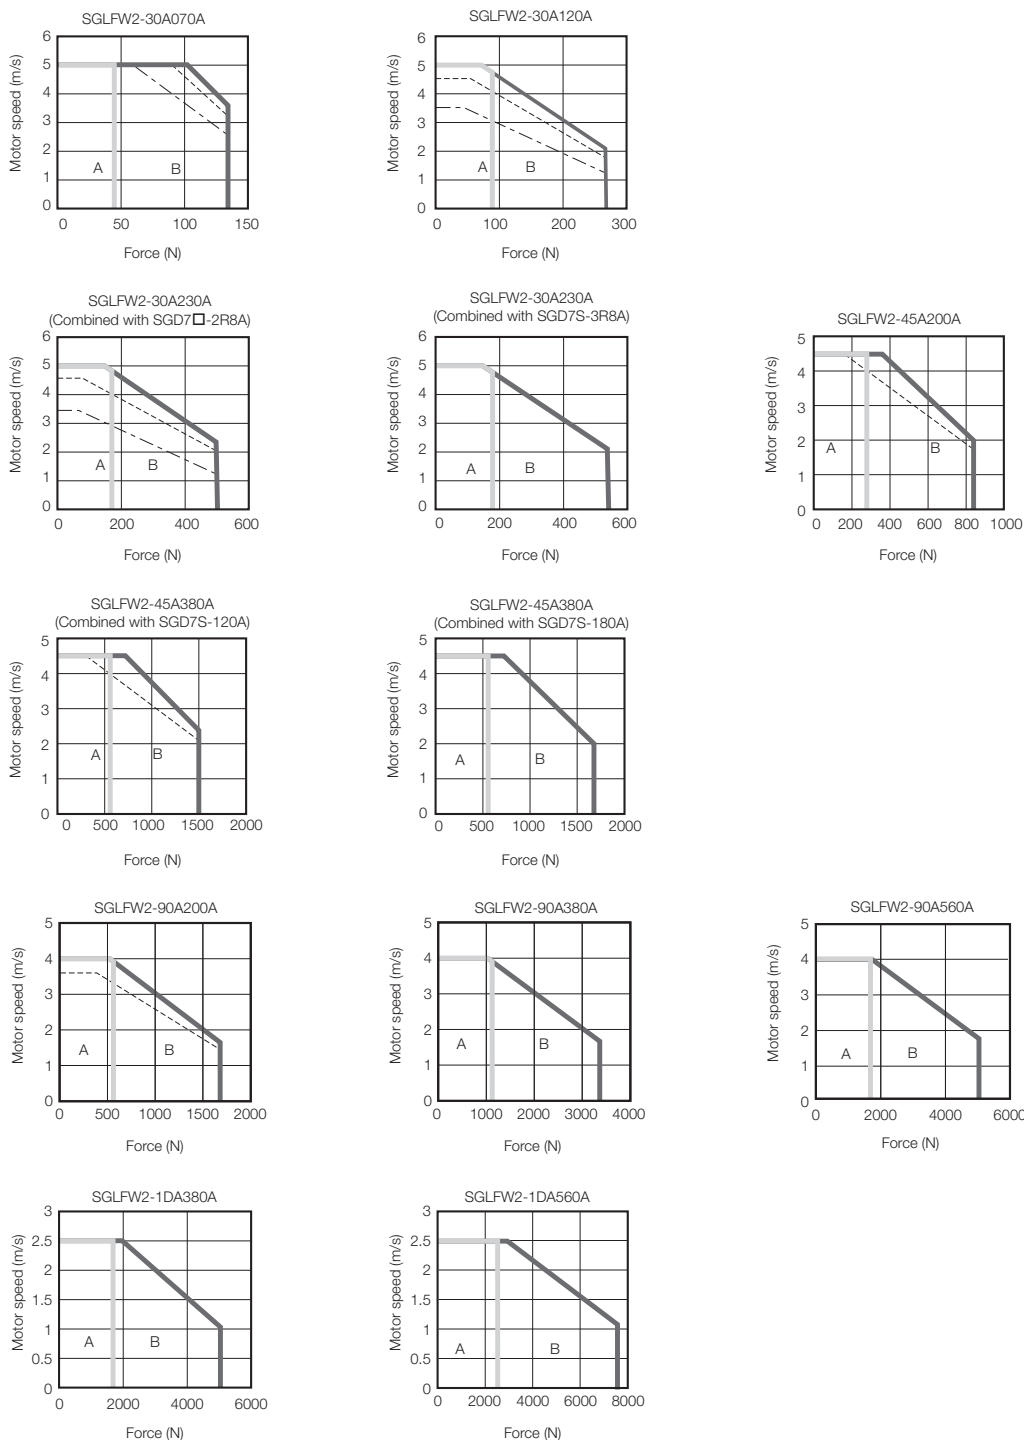 SGLFW2-30A070A
Motor speed (m/s)
6
5
4
3
2
1
0
A
B
0 50 100 150
Force (N)
SGLFW2-30A120A
Motor speed (m/s)
6
5
4
3
2
1
0
A
B
0 100 200 300
Force (N)
SGLFW2-30A230A
(Combined with SGD7□-2R8A)
Motor speed (m/s)
6
5
4
3
2
1
0
A
B
0 200 400 600
Force (N)
SGLFW2-30A230A
(Combined with SGD7S-3R8A)
Motor speed (m/s)
6
5
4
3
2
1
0
A
B
0 200 400 600
Force (N)
SGLFW2-45A200A
Motor speed (m/s)
5
4
3
2
1
0
A
B
0 200 400 600 800 1000
Force (N)
SGLFW2-45A380A
(Combined with SGD7S-120A)
Motor speed (m/s)
5
4
3
2
1
0
A
B
0 500 1000 1500 2000
Force (N)
SGLFW2-45A380A
(Combined with SGD7S-180A)
Motor speed (m/s)
5
4
3
2
1
0
A
B
0 500 1000 1500 2000
Force (N)
SGLFW2-90A200A
Motor speed (m/s)
5
4
3
2
1
0
A
B
0 500 1000 1500 2000
Force (N)
SGLFW2-90A380A
Motor speed (m/s)
5
4
3
2
1
0
A
B
0 1000 2000 3000 4000
Force (N)
SGLFW2-90A560A
Motor speed (m/s)
5
4
3
2
1
0
A
B
0 2000 4000 6000
Force (N)
SGLFW2-1DA380A
Motor speed (m/s)
3
2.5
2
1.5
1
0.5
0
A
B
0 2000 4000 6000
Force (N)
SGLFW2-1DA560A
Motor speed (m/s)
3
2.5
2
1.5
1
0.5
0
A
B
0 2000 4000 6000 8000
Force (N)